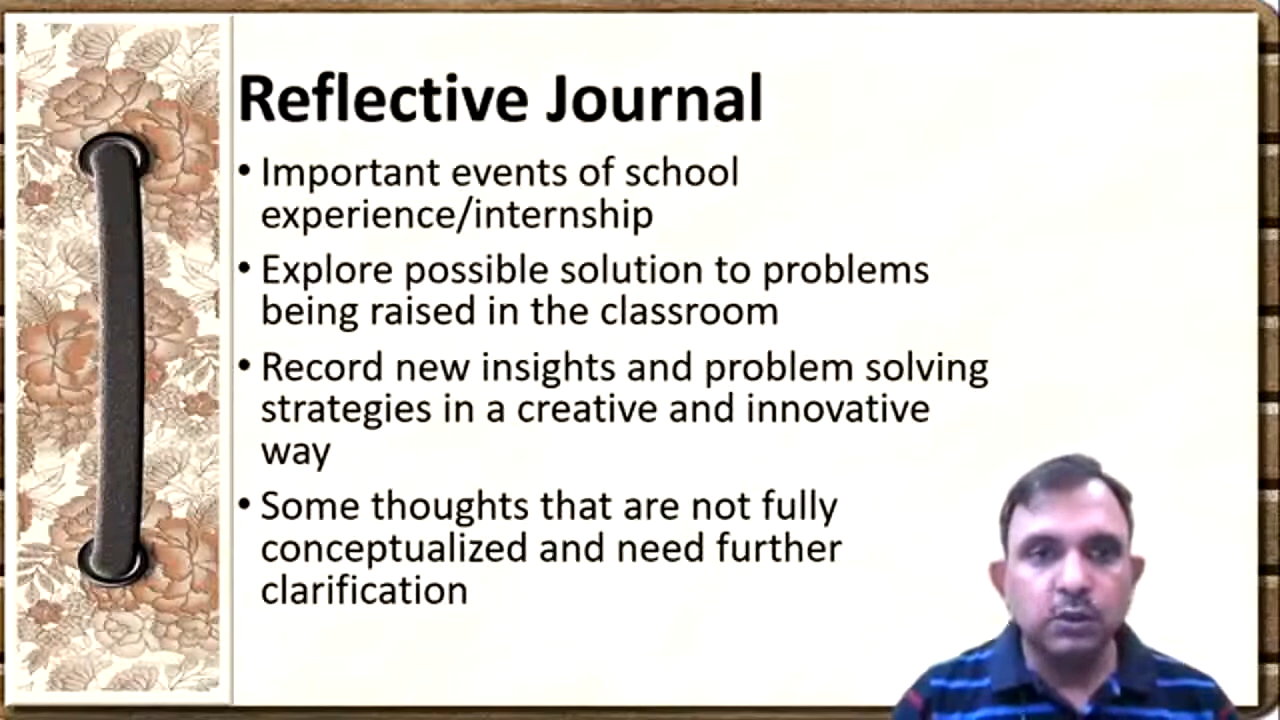 Reflective Journal
• Important events of school
experience/internship
• Explore possible solution to problems
being raised in the classroom
• Record new insights and problem solving
strategies in a creative and innovative
way
• Some thoughts that are not fully
conceptualized and need further
clarification